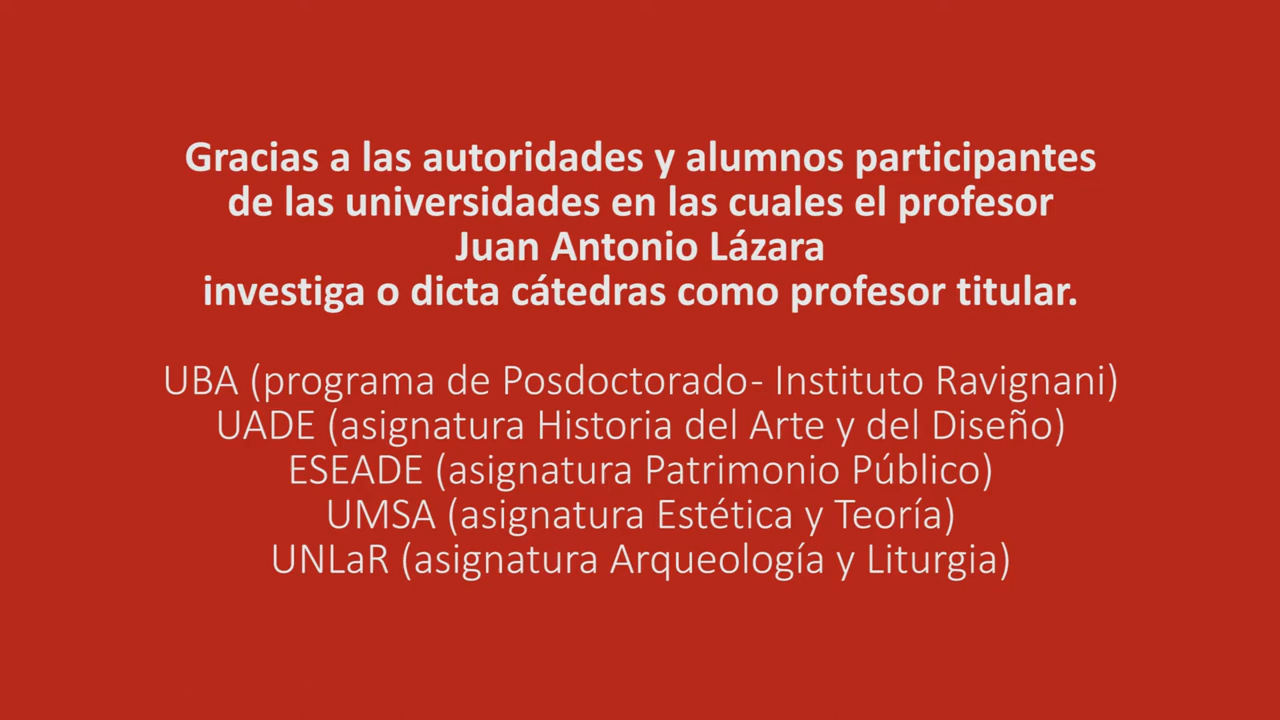 Gracias a las autoridades y alumnos participantes
de las universidades en las cuales el profesor
Juan Antonio Lázara
investiga o dicta cátedras como profesor titular.
UBA (programa de Posdoctorado- Instituto Ravignani)
UADE (asignatura Historia del Arte y del Diseño)
ESEADE (asignatura Patrimonio Público)
UMSA (asignatura Estética y Teoría)
UNLaR (asignatura Arqueología y Liturgia)